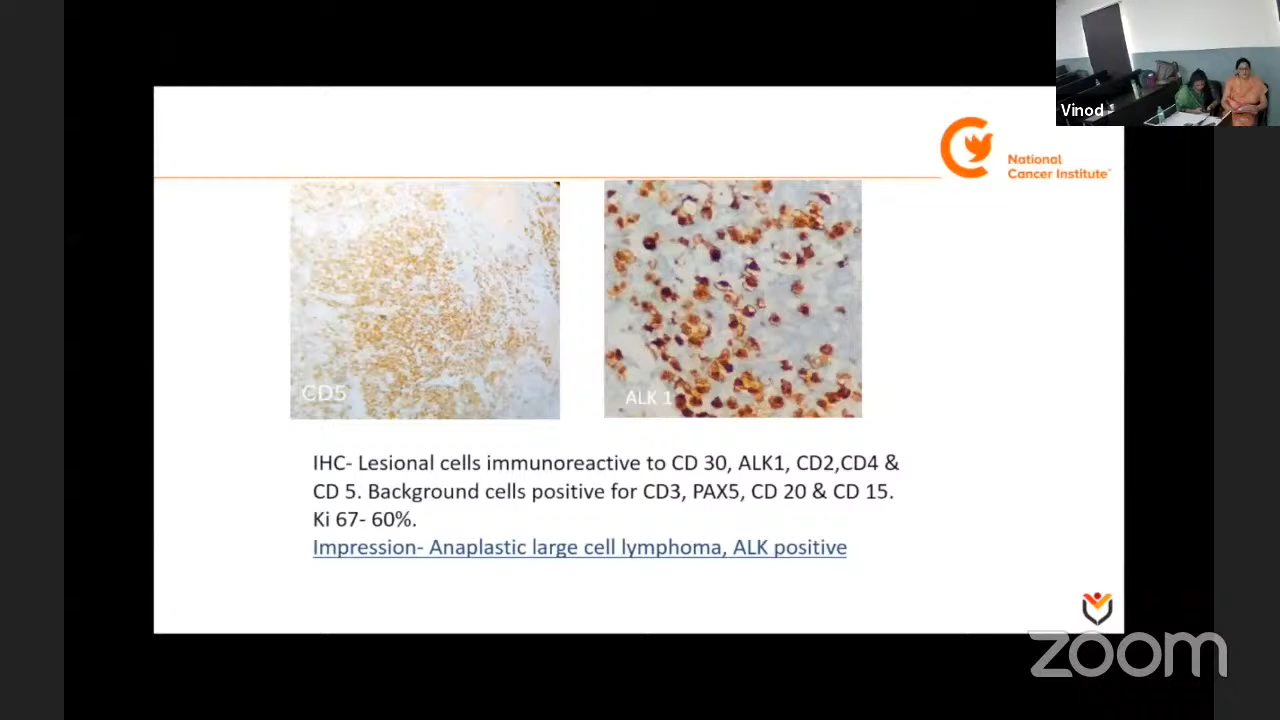 Vinod
National
Cancer Institute
CD5
ALK 1
IHC- Lesional cells immunoreactive to CD 30, ALK1, CD2,CD4 &
CD 5. Background cells positive for CD3, PAX5, CD 20 & CD 15.
Ki 67- 60%.
Impression- Anaplastic large cell lymphoma, ALK positive
zoom